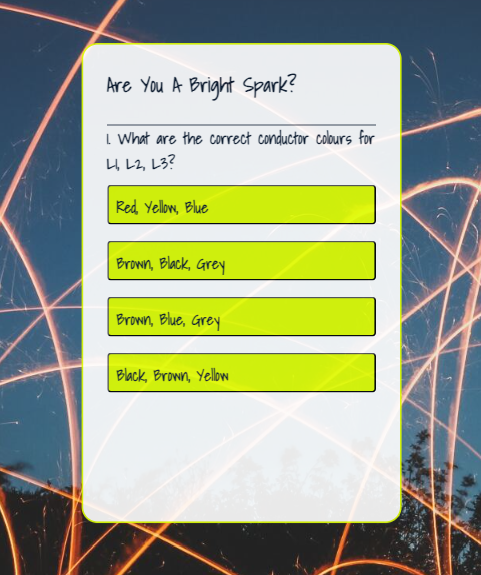 Are You A Bright Spark?
1. What are the correct conductor colours for
L1, L2, L3?
Red, Yellow, Blue
Brown, Black, Grey
Brown, Blue, Grey
Black, Brown, Yellow